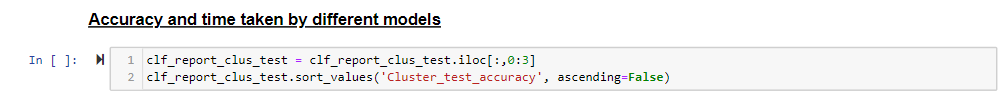 Accuracy and time taken by different models
In [ ]:
1 clf_report_clus_test = clf_report_clus_test.iloc[:,0:3]
2 clf_report_clus_test.sort_values('Cluster_test_accuracy', ascending=False)